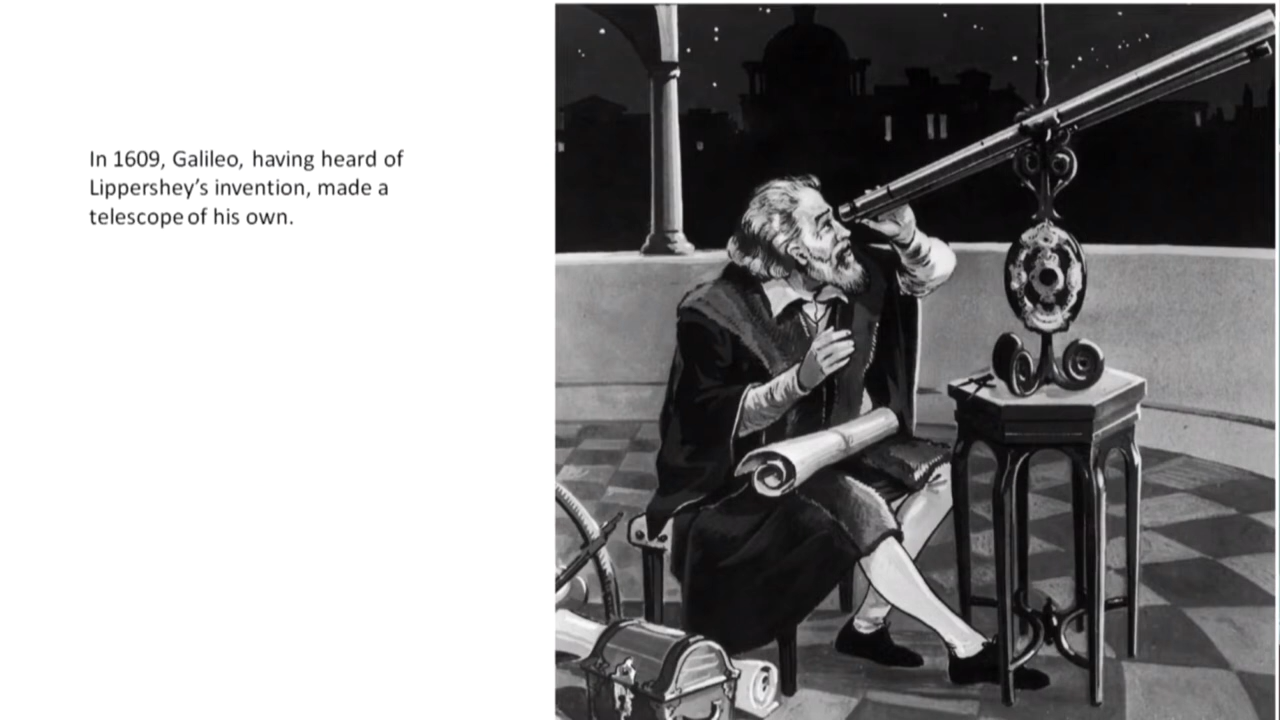 In 1609, Galileo, having heard of
Lippershey’s invention, made a
telescope of his own.